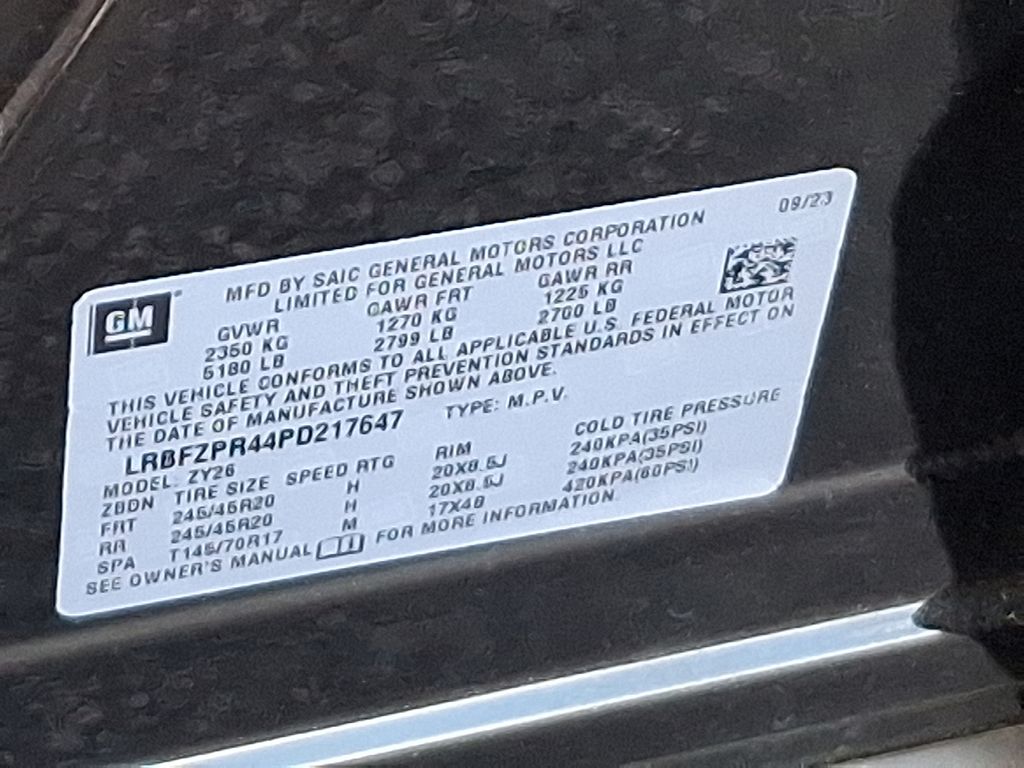 09/23
GM
MFD BY SAIC GENERAL MOTORS CORPORATION
LIMITED FOR GENERAL MOTORS LLC
GVWR GAWR FRT GAWR RR
2350 KG 1270 KG 1225 KG
5180 LB 2799 LB 2700 LB
THIS VEHICLE CONFORMS TO ALL APPLICABLE U.S. FEDERAL MOTOR
VEHICLE SAFETY AND THEFT PREVENTION STANDARDS IN EFFECT ON
THE DATE OF MANUFACTURE SHOWN ABOVE.
LRBFZPR44PD217647 TYPE: M.P.V.
MODEL: ZY26
ZBDN TIRE SIZE SPEED RTG RIM COLD TIRE PRESSURE
FRT 245/45R20 H 20X8.5J 240KPA(35PSI)
RR 245/45R20 H 20X8.5J 240KPA(35PSI)
SPA T145/70R17 M 17X4B 420KPA(60PSI)
SEE OWNER'S MANUAL FOR MORE INFORMATION.